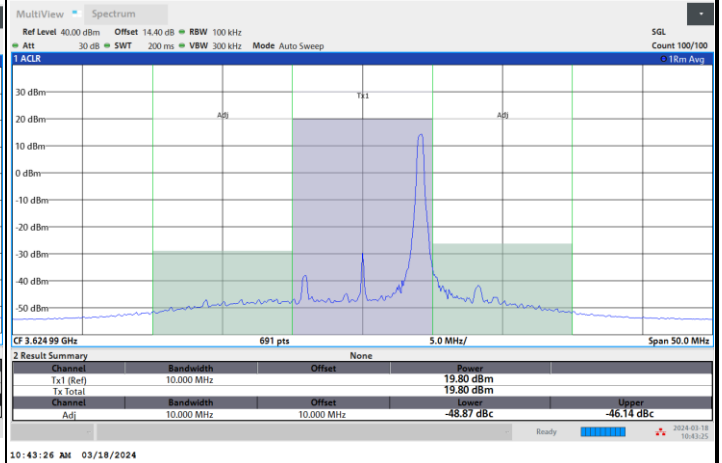 MultiView Spectrum
Ref Level 40.00 dBm Offset 14.40 dB RBW 100 kHz SGL
Att 30 dB SWT 200 ms VBW 300 kHz Mode Auto Sweep Count 100/100
1 ACLR 1Rm Avg
30 dBm
Tx1
20 dBm Adj Adj
10 dBm
0 dBm
-10 dBm
-20 dBm
-30 dBm
-40 dBm
-50 dBm
CF 3.62499 GHz 691 pts 5.0 MHz/ Span 50.0 MHz
2 Result Summary None
Channel Bandwidth Offset Power
Tx1 (Ref) 10.000 MHz 19.80 dBm
Tx Total 19.80 dBm
Channel Bandwidth Offset Lower Upper
Adj 10.000 MHz 10.000 MHz -48.87 dBc -46.14 dBc
Ready 2024-03-18
10:43:25
10:43:26 AM 03/18/2024